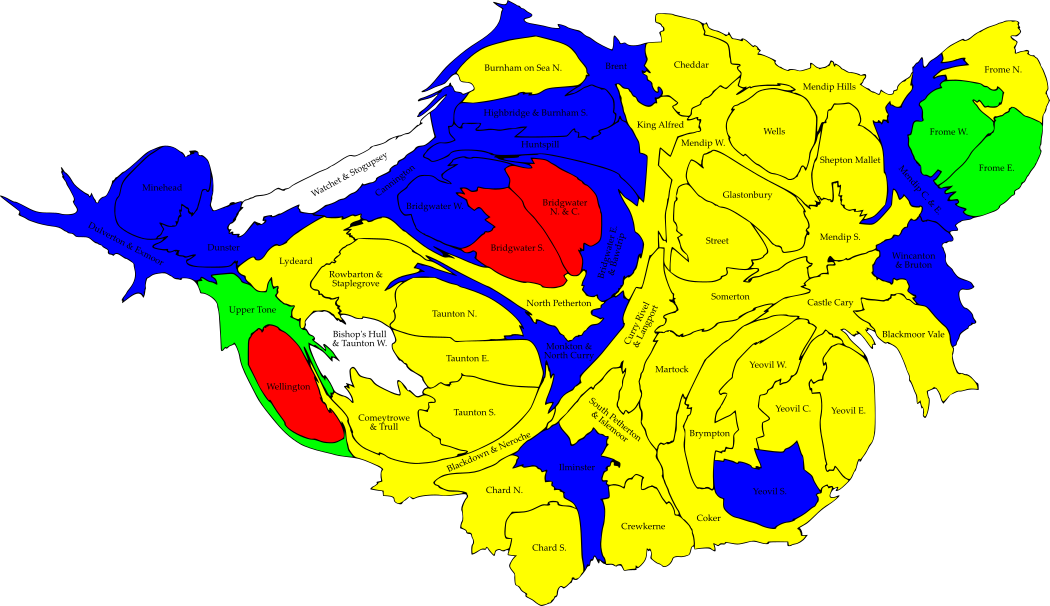 Burnham on Sea N.
Brent
Cheddar
Frome N.
Mendip Hills
Highbridge & Burnham S.
King Alfred
Wells
Frome W.
Mendip W.
Huntspill
Shepton Mallet
Watchet & Stogupsey
Frome E.
Cannington
Minehead
Mendip C. & E.
Glastonbury
Bridgwater W.
Bridgwater
N. & C.
Dulverton & Exmoor
Dunster
Bridgwater S.
Street
Mendip S.
Lydeard
Wincanton
& Bruton
Rowbarton &
Staplegrove
Somerton
North Petherton
Castle Cary
Upper Tone
Taunton N.
Curry Rivel
& Langport
Bishop's Hull
& Taunton W.
Blackmoor Vale
Monkton &
North Curry
Taunton E.
Yeovil W.
Martock
Wellington
Comeytrowe
& Trull
Taunton S.
South Petherton
& Islemoor
Yeovil C.
Yeovil E.
Brympton
Blackdown & Neroche
Ilminster
Chard N.
Yeovil S.
Coker
Crewkerne
Chard S.